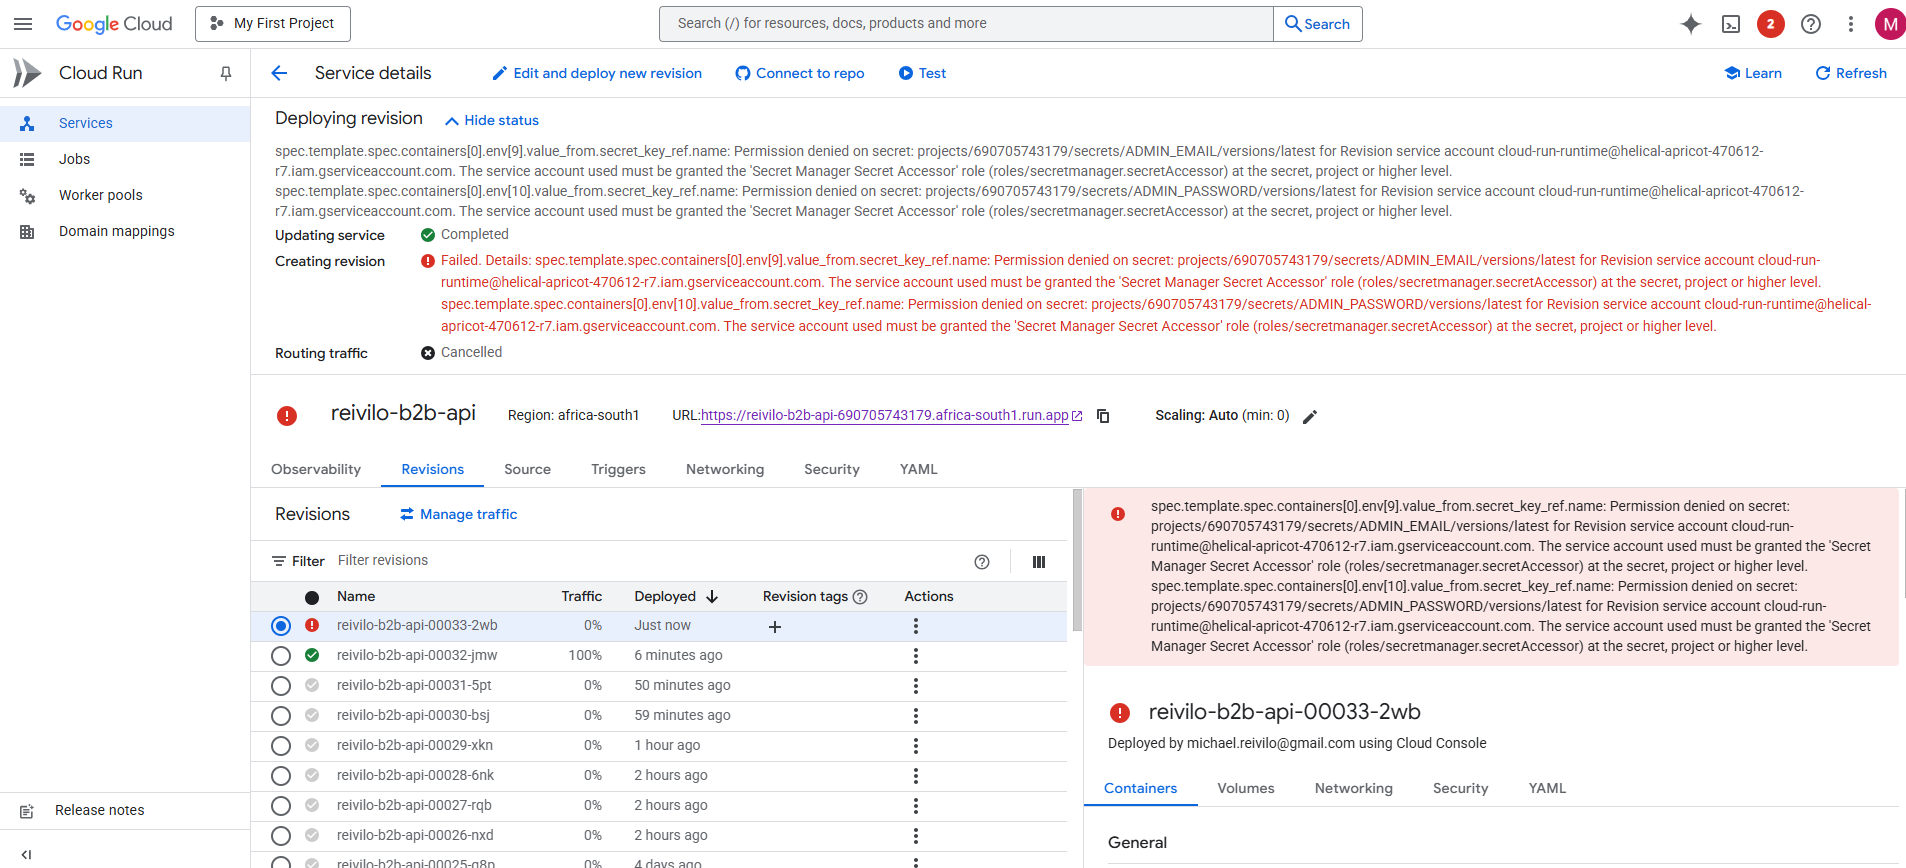 Google Cloud
My First Project
Search (/) for resources, docs, products and more
Search
2
M
Cloud Run
Service details
Edit and deploy new revision
Connect to repo
Test
Learn
Refresh
Services
Jobs
Worker pools
Domain mappings
Release notes
Deploying revision
Hide status
spec.template.spec.containers[0].env[9].value_from.secret_key_ref.name: Permission denied on secret: projects/690705743179/secrets/ADMIN_EMAIL/versions/latest for Revision service account cloud-run-runtime@helical-apricot-470612-
r7.iam.gserviceaccount.com. The service account used must be granted the 'Secret Manager Secret Accessor' role (roles/secretmanager.secretAccessor) at the secret, project or higher level.
spec.template.spec.containers[0].env[10].value_from.secret_key_ref.name: Permission denied on secret: projects/690705743179/secrets/ADMIN_PASSWORD/versions/latest for Revision service account cloud-run-runtime@helical-apricot-470612-
r7.iam.gserviceaccount.com. The service account used must be granted the 'Secret Manager Secret Accessor' role (roles/secretmanager.secretAccessor) at the secret, project or higher level.
Updating service
Completed
Creating revision
Failed. Details: spec.template.spec.containers[0].env[9].value_from.secret_key_ref.name: Permission denied on secret: projects/690705743179/secrets/ADMIN_EMAIL/versions/latest for Revision service account cloud-run-
runtime@helical-apricot-470612-r7.iam.gserviceaccount.com. The service account used must be granted the 'Secret Manager Secret Accessor' role (roles/secretmanager.secretAccessor) at the secret, project or higher level.
spec.template.spec.containers[0].env[10].value_from.secret_key_ref.name: Permission denied on secret: projects/690705743179/secrets/ADMIN_PASSWORD/versions/latest for Revision service account cloud-run-runtime@helical-
apricot-470612-r7.iam.gserviceaccount.com. The service account used must be granted the 'Secret Manager Secret Accessor' role (roles/secretmanager.secretAccessor) at the secret, project or higher level.
Routing traffic
Cancelled
reivilo-b2b-api
Region: africa-south1
URL:https://reivilo-b2b-api-690705743179.africa-south1.run.app
Scaling: Auto (min: 0)
Observability
Revisions
Source
Triggers
Networking
Security
YAML
Revisions
Manage traffic
Filter
Filter revisions
Name Traffic Deployed Revision tags Actions
reivilo-b2b-api-00033-2wb 0% Just now
reivilo-b2b-api-00032-jmw 100% 6 minutes ago
reivilo-b2b-api-00031-5pt 0% 50 minutes ago
reivilo-b2b-api-00030-bsj 0% 59 minutes ago
reivilo-b2b-api-00029-xkn 0% 1 hour ago
reivilo-b2b-api-00028-6nk 0% 2 hours ago
reivilo-b2b-api-00027-rqb 0% 2 hours ago
reivilo-b2b-api-00026-nxd 0% 2 hours ago
0% 4 days ago
spec.template.spec.containers[0].env[9].value_from.secret_key_ref.name: Permission denied on secret:
projects/690705743179/secrets/ADMIN_EMAIL/versions/latest for Revision service account cloud-run-
runtime@helical-apricot-470612-r7.iam.gserviceaccount.com. The service account used must be granted the 'Secret
Manager Secret Accessor' role (roles/secretmanager.secretAccessor) at the secret, project or higher level.
spec.template.spec.containers[0].env[10].value_from.secret_key_ref.name: Permission denied on secret:
projects/690705743179/secrets/ADMIN_PASSWORD/versions/latest for Revision service account cloud-run-
runtime@helical-apricot-470612-r7.iam.gserviceaccount.com. The service account used must be granted the 'Secret
Manager Secret Accessor' role (roles/secretmanager.secretAccessor) at the secret, project or higher level.
reivilo-b2b-api-00033-2wb
Deployed by michael.reivilo@gmail.com using Cloud Console
Containers
Volumes
Networking
Security
YAML
General